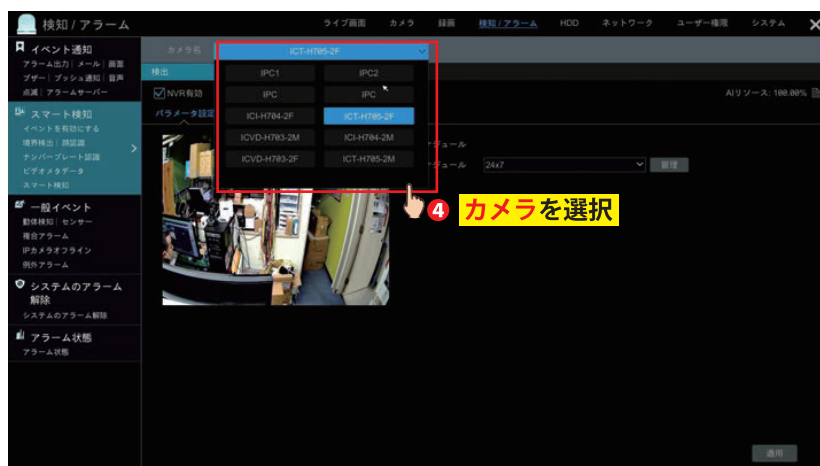 検知 / アラーム
ライブ画面 カメラ 録画 検知/アラーム HDD ネットワーク ユーザー権限 システム
イベント通知
アラーム出力| メール| 画面
ブザー| プッシュ通知| 音声
点滅| アラームサーバー
スマート検知
イベントを有効にする
境界検出| 顔認識
ナンバープレート認識
ビデオメタデータ
スマート検知
一般イベント
動体検知| センサー
複合アラーム
IPカメラオフライン
例外アラーム
システムのアラーム
解除
システムのアラーム解除
アラーム状態
アラーム状態
カメラ名 ICT-H705-2F
検出
IPC1 IPC2
NVR有効
IPC IPC
AIリソース: 100.00%
パラメータ設定
ICI-H704-2F ICT-H705-2F
ICVD-H703-2M ICI-H704-2M
ジュール
ICVD-H703-2F ICT-H705-2M
ジュール 24x7 管理
❹ カメラを選択
適用